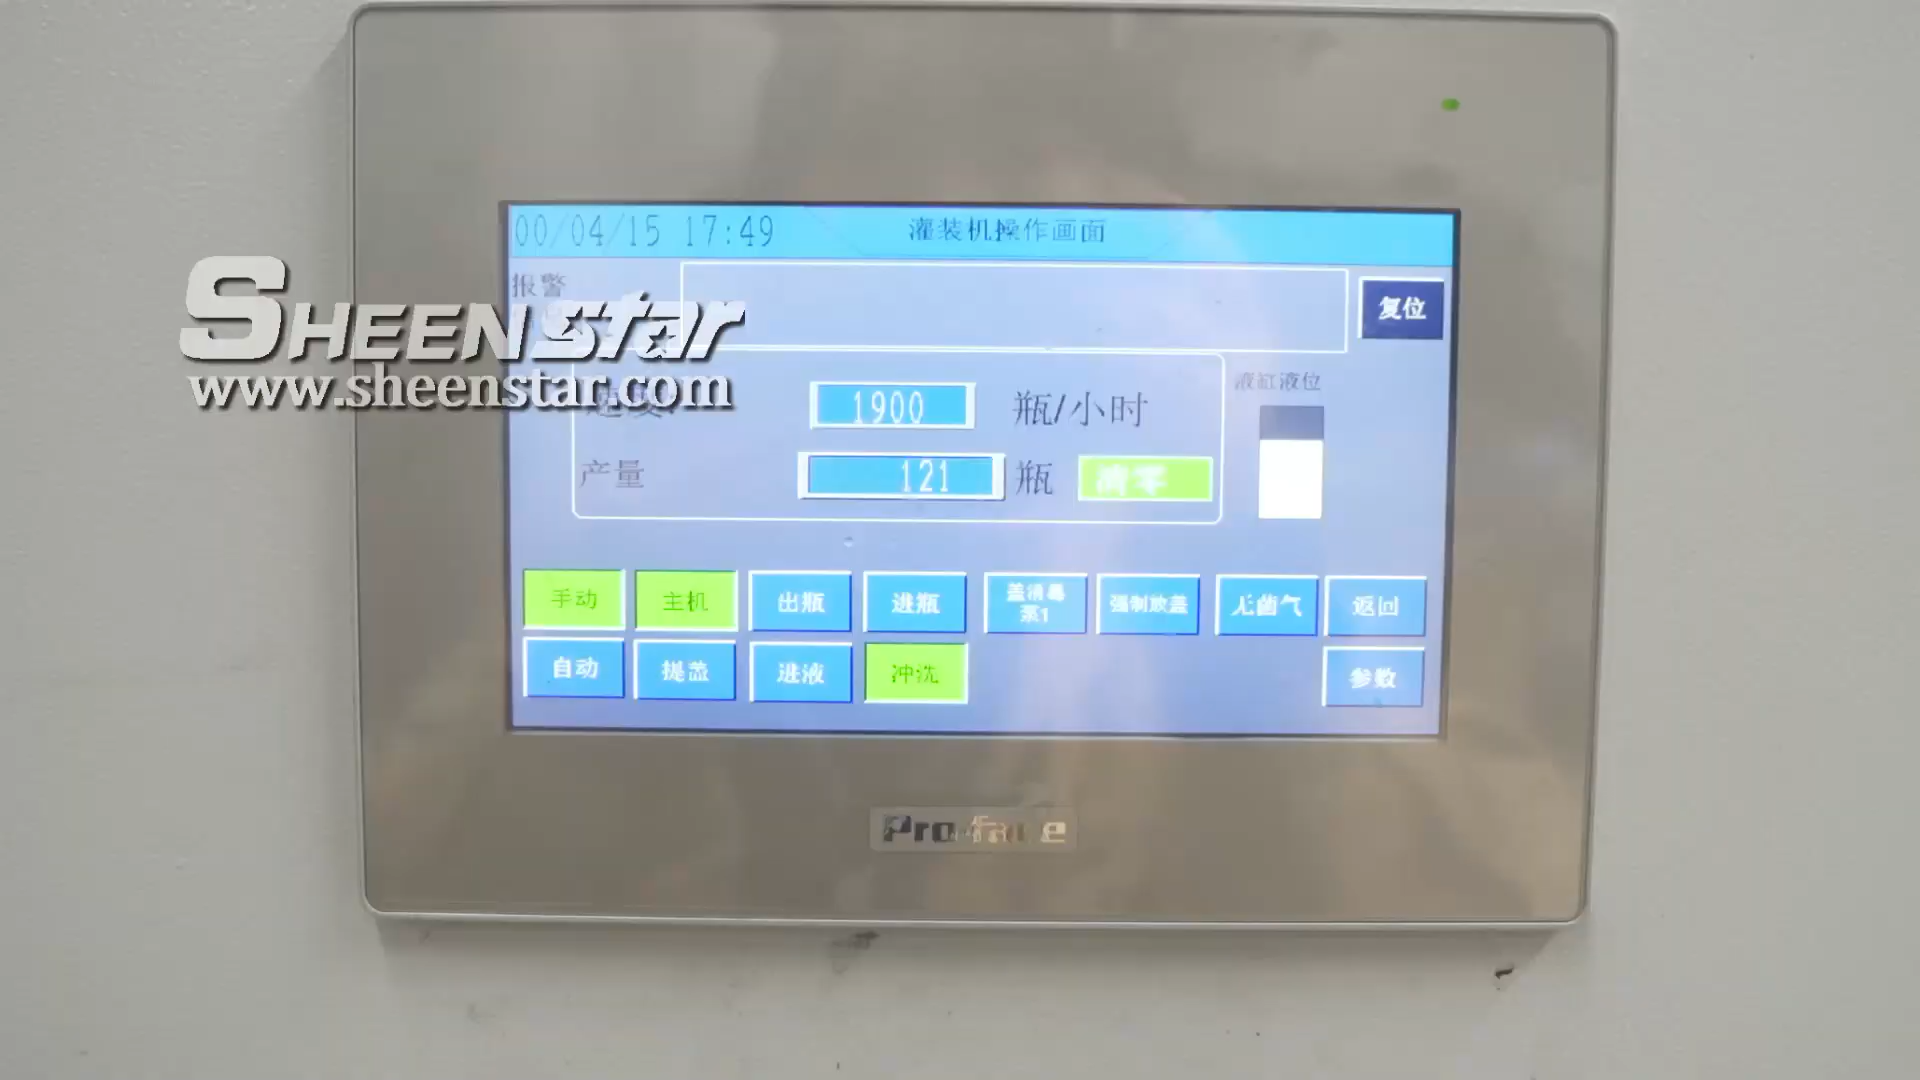 00/04/15 17:49 灌装机操作画面
报警
复位
SHEENstar
www.sheenstar.com
速度: 1900 瓶/小时
液缸液位
产量 121 瓶 清零
手动 主机 出瓶 进瓶 盖消毒泵1 强制放盖 无菌气 返回
自动 提盖 进液 冲洗 参数
Pro-face